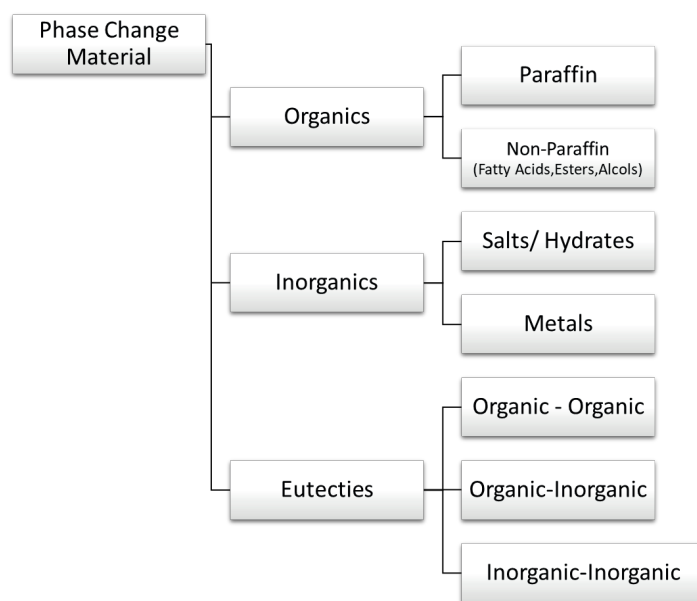 Phase Change
Material
Organics
Paraffin
Non-Paraffin
(Fatty Acids,Esters,Alcols)
Inorganics
Salts/ Hydrates
Metals
Eutecties
Organic - Organic
Organic-Inorganic
Inorganic-Inorganic